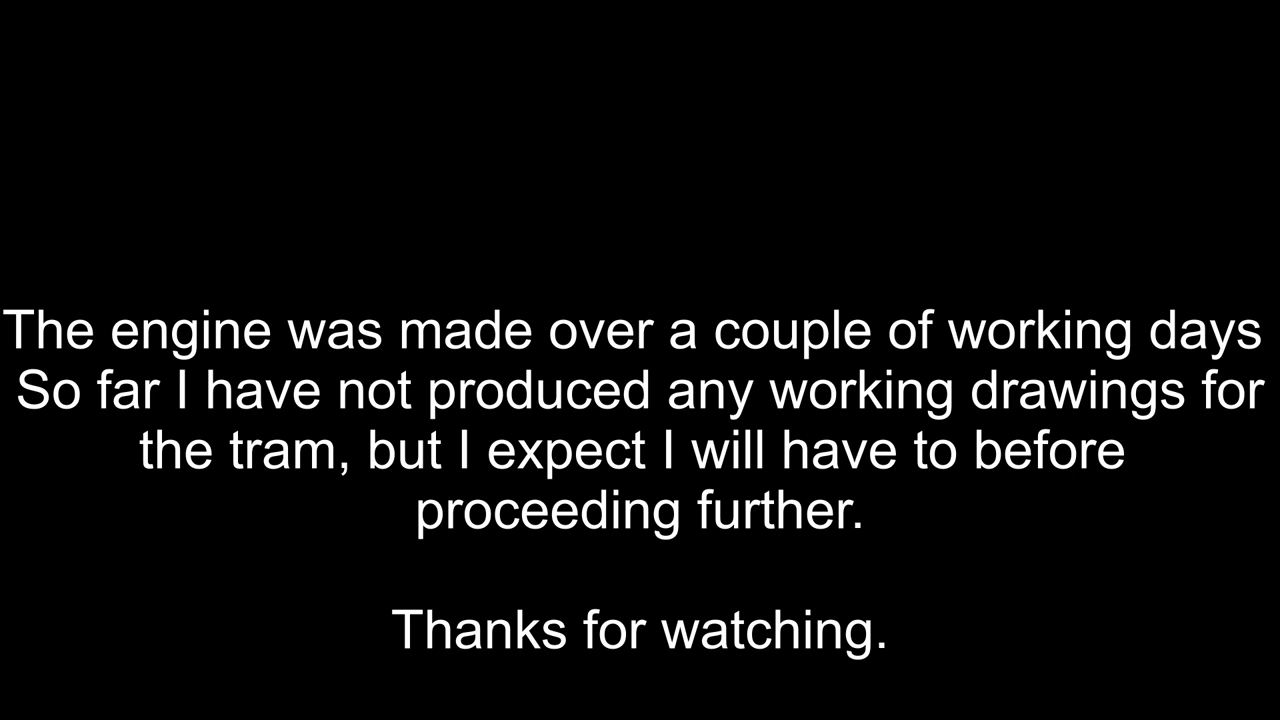 The engine was made over a couple of working days
So far I have not produced any working drawings for
the tram, but I expect I will have to before
proceeding further.
Thanks for watching.